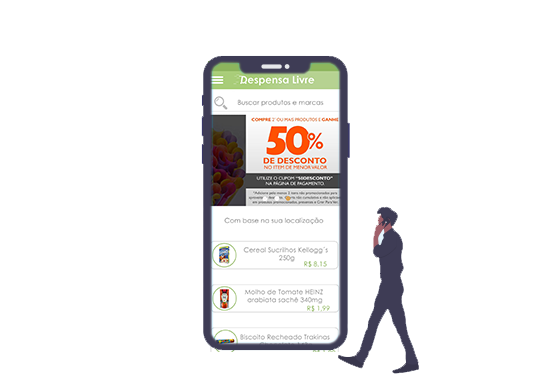 Despensa Livre
Buscar produtos e marcas
COMPRE 2 OU MAIS PRODUTOS E GANHE
50%
DE DESCONTO
NO ITEM DE MENOR VALOR
UTILIZE O CUPOM "50DESCONTO"
NA PÁGINA DE PAGAMENTO.
Com base no sua localização
Cereal Sucrilhos Kellogg´s
250g
R$ 8,15
Molho de Tomate HEINZ
arabiata sachê 340mg
R$ 1,99
Biscoito Recheado Trakinas